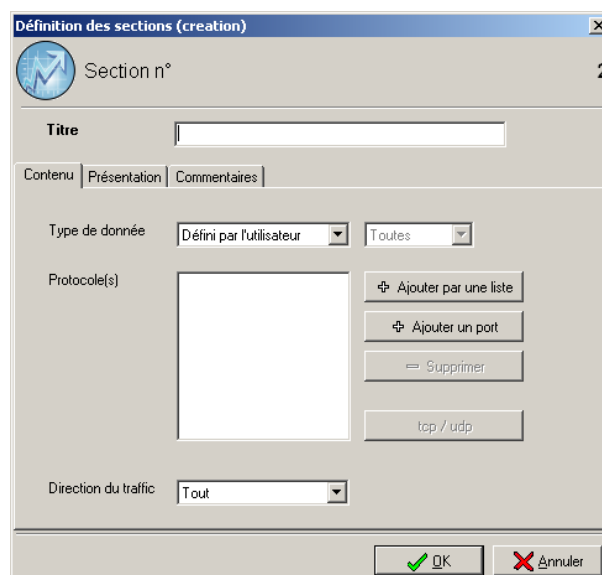 Définition des sections (creation)
Section n° 2
Titre
Contenu Présentation Commentaires
Type de donnée Défini par l'utilisateur Toutes
Protocole(s) Ajouter par une liste
Ajouter un port
Supprimer
tcp / udp
Direction du traffic Tout
OK Annuler